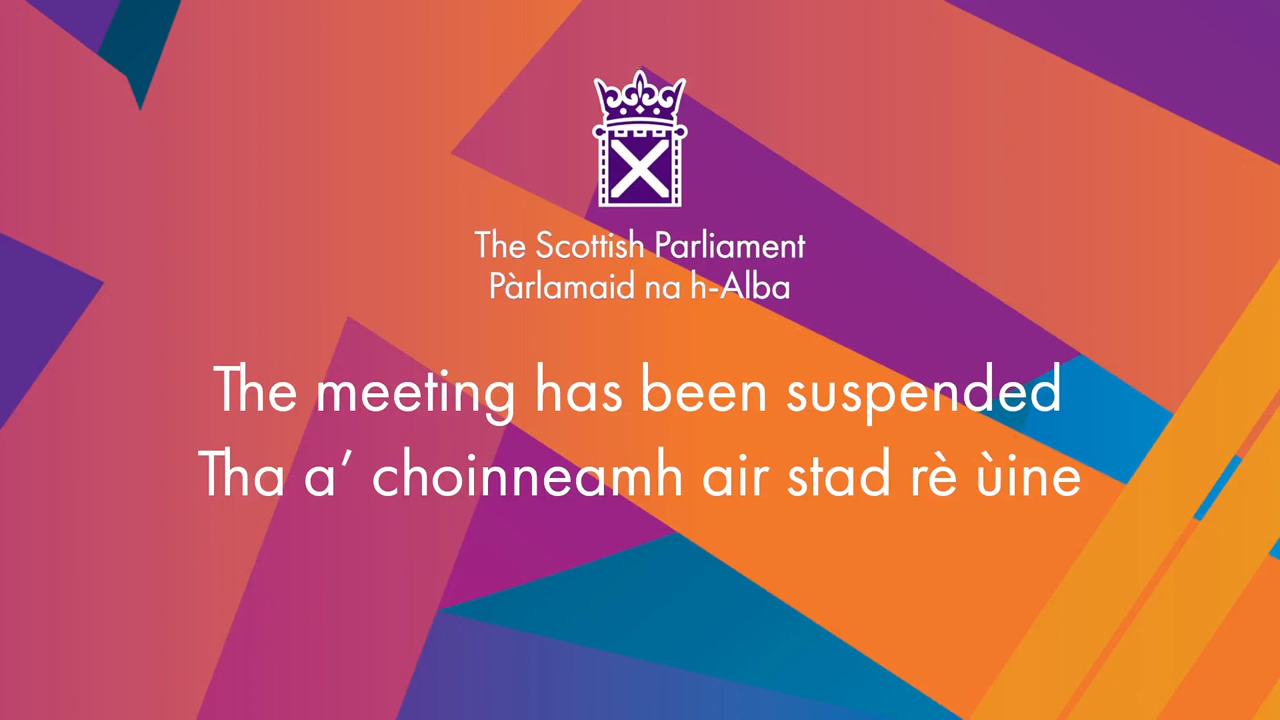 The Scottish Parliament
Pàrlamaid na h-Alba
The meeting has been suspended
Tha a’ choinneamh air stad rè ùine